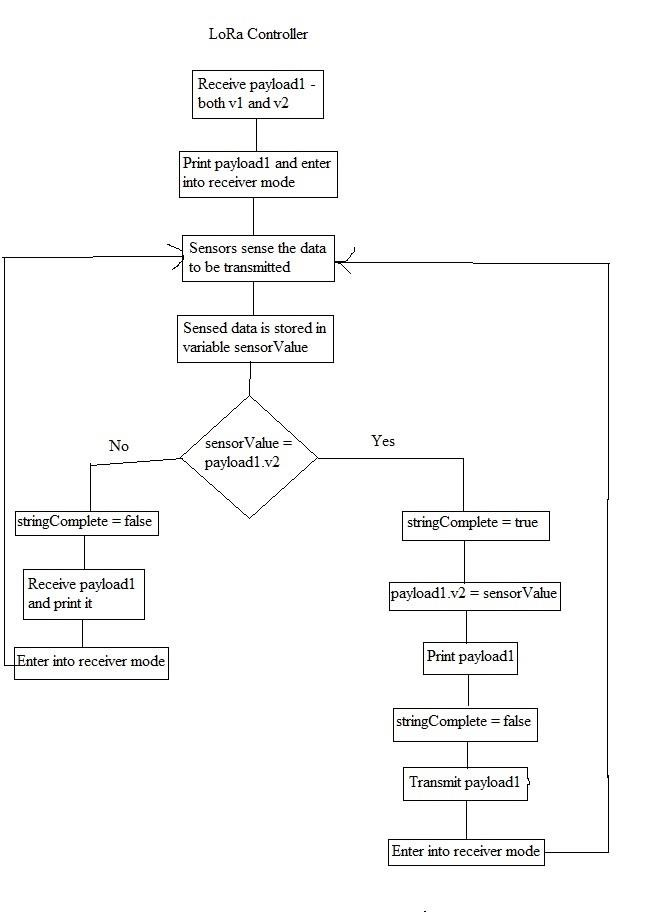 LoRa Controller
Receive payload1 -
both v1 and v2
Print payload1 and enter
into receiver mode
Sensors sense the data
to be transmitted
Sensed data is stored in
variable sensorValue
sensorValue =
payload1.v2
No
Yes
stringComplete = false
Receive payload1
and print it
Enter into receiver mode
stringComplete = true
payload1.v2 = sensorValue
Print payload1
stringComplete = false
Transmit payload1
Enter into receiver mode